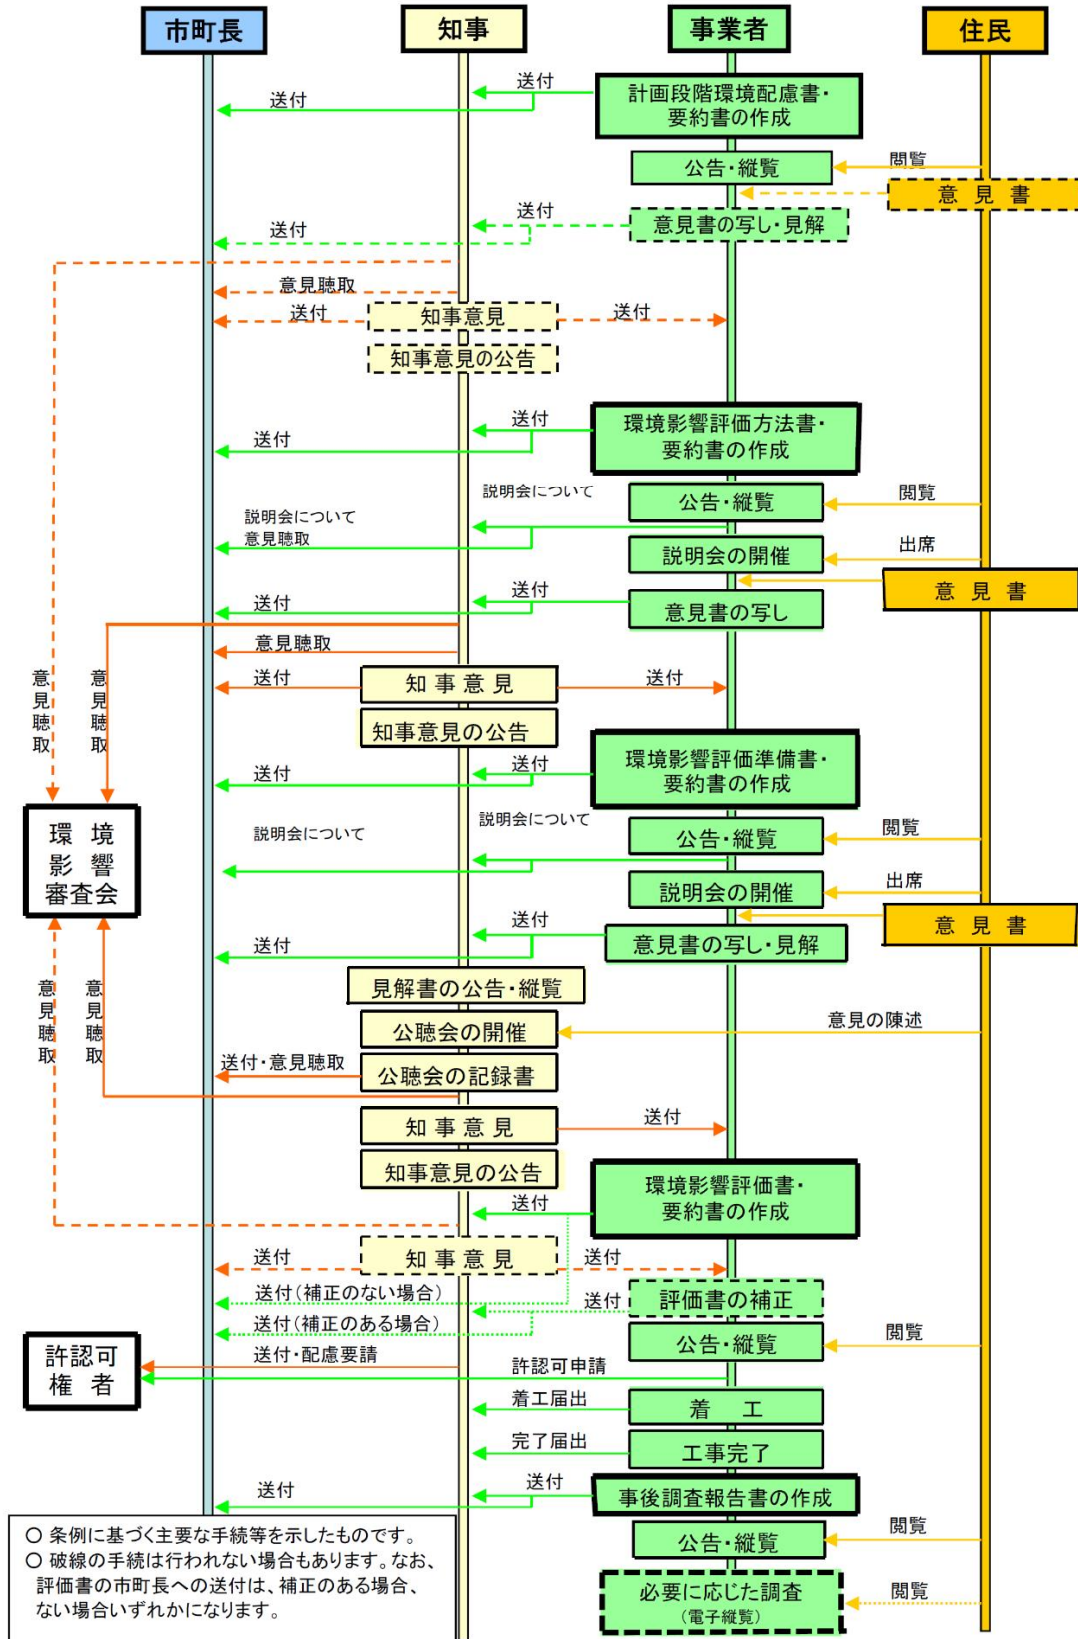 市町長
知事
事業者
住民
送付
送付
計画段階環境配慮書・
要約書の作成
公告・縦覧
閲覧
意見書
送付
送付
意見書の写し・見解
意見聴取
送付
知事意見
送付
知事意見の公告
送付
送付
環境影響評価方法書・
要約書の作成
説明会について
公告・縦覧
閲覧
説明会について
意見聴取
説明会の開催
出席
意見書
送付
送付
意見書の写し
意見聴取
意見聴取
意見聴取
送付
知事意見
送付
知事意見の公告
送付
送付
環境影響評価準備書・
要約書の作成
環境
影響
審査会
説明会について
説明会について
公告・縦覧
閲覧
説明会の開催
出席
意見書
送付
送付
意見書の写し・見解
意見聴取
意見聴取
見解書の公告・縦覧
公聴会の開催
意見の陳述
送付・意見聴取
公聴会の記録書
知事意見
送付
知事意見の公告
送付
環境影響評価書・
要約書の作成
送付
知事意見
送付
送付(補正のない場合)
送付
評価書の補正
送付(補正のある場合)
公告・縦覧
閲覧
許認可
権者
送付・配慮要請
許認可申請
着工届出
着工
完了届出
工事完了
送付
送付
事後調査報告書の作成
公告・縦覧
閲覧
必要に応じた調査
(電子縦覧)
閲覧
○ 条例に基づく主要な手続等を示したものです。
○ 破線の手続は行われない場合もあります。なお、
評価書の市町長への送付は、補正のある場合、
ない場合いずれかになります。